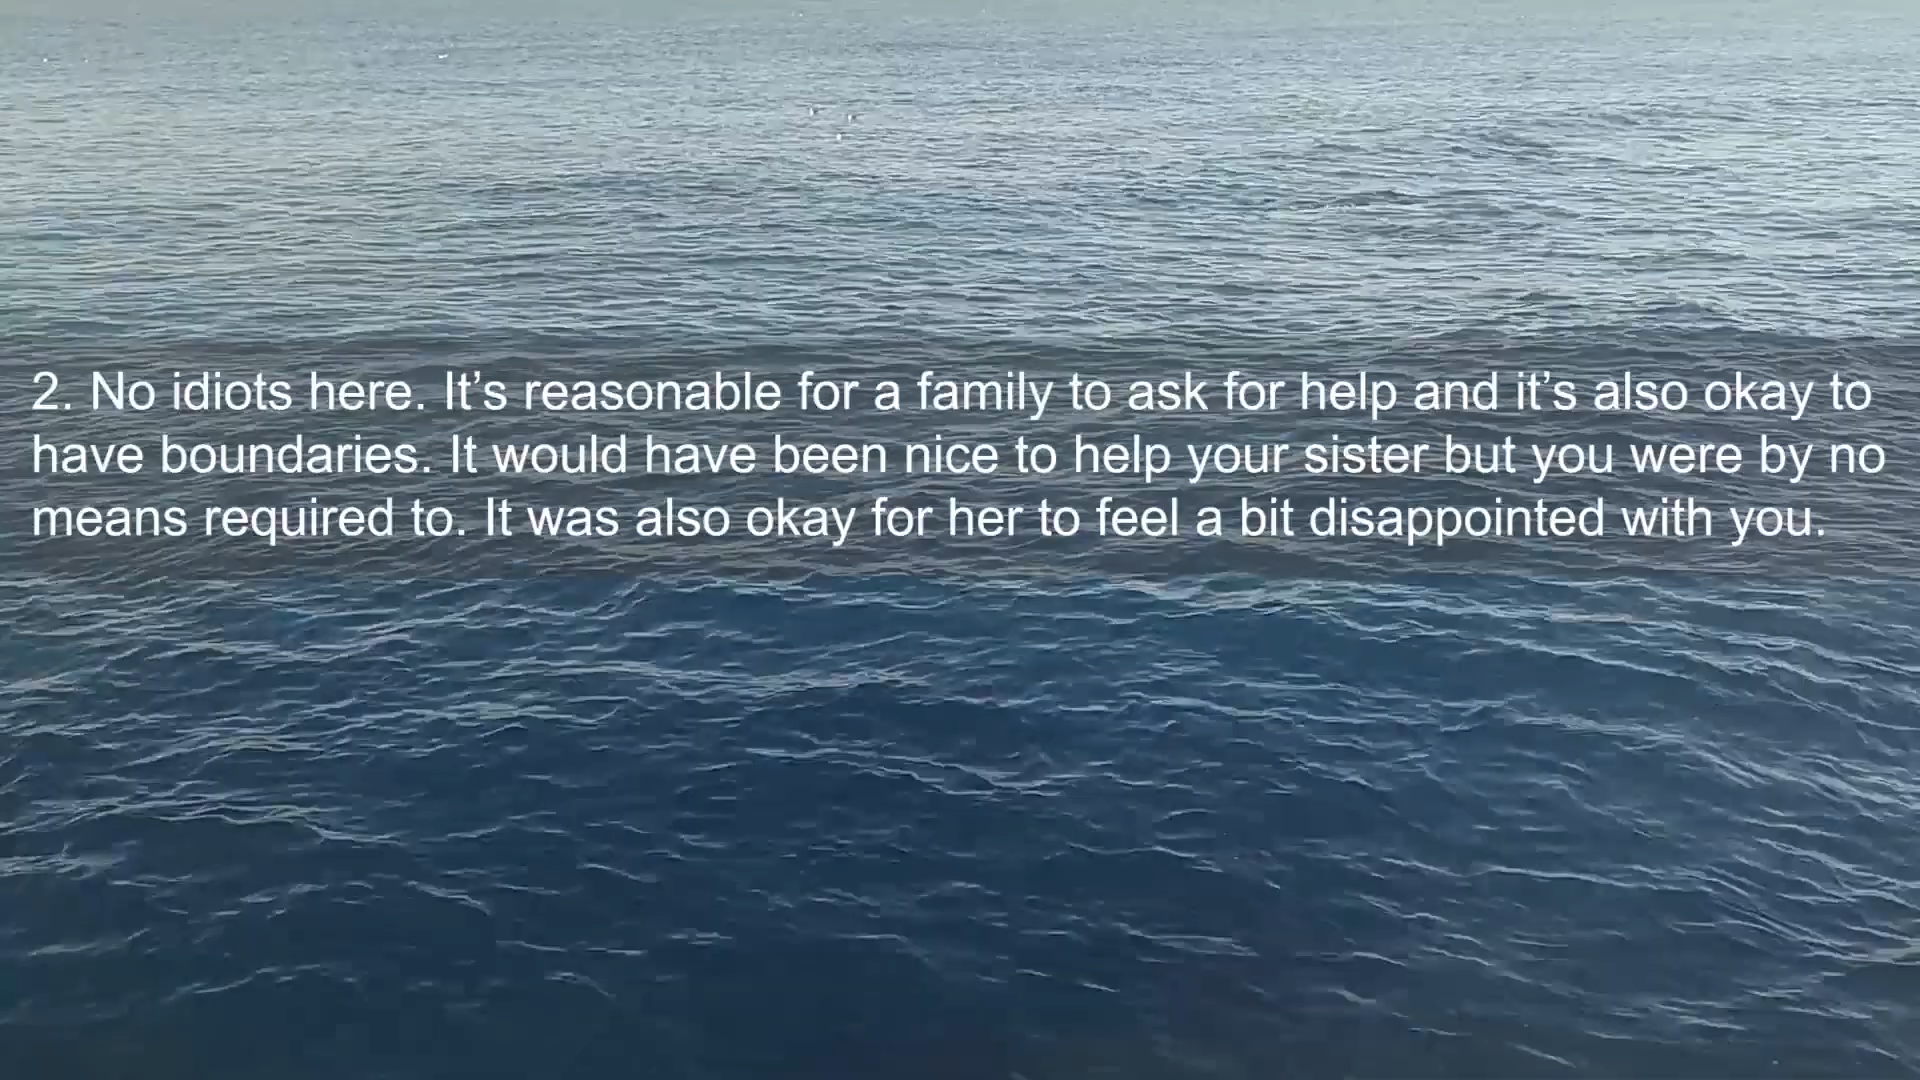 2. No idiots here. It’s reasonable for a family to ask for help and it’s also okay to
have boundaries. It would have been nice to help your sister but you were by no
means required to. It was also okay for her to feel a bit disappointed with you.